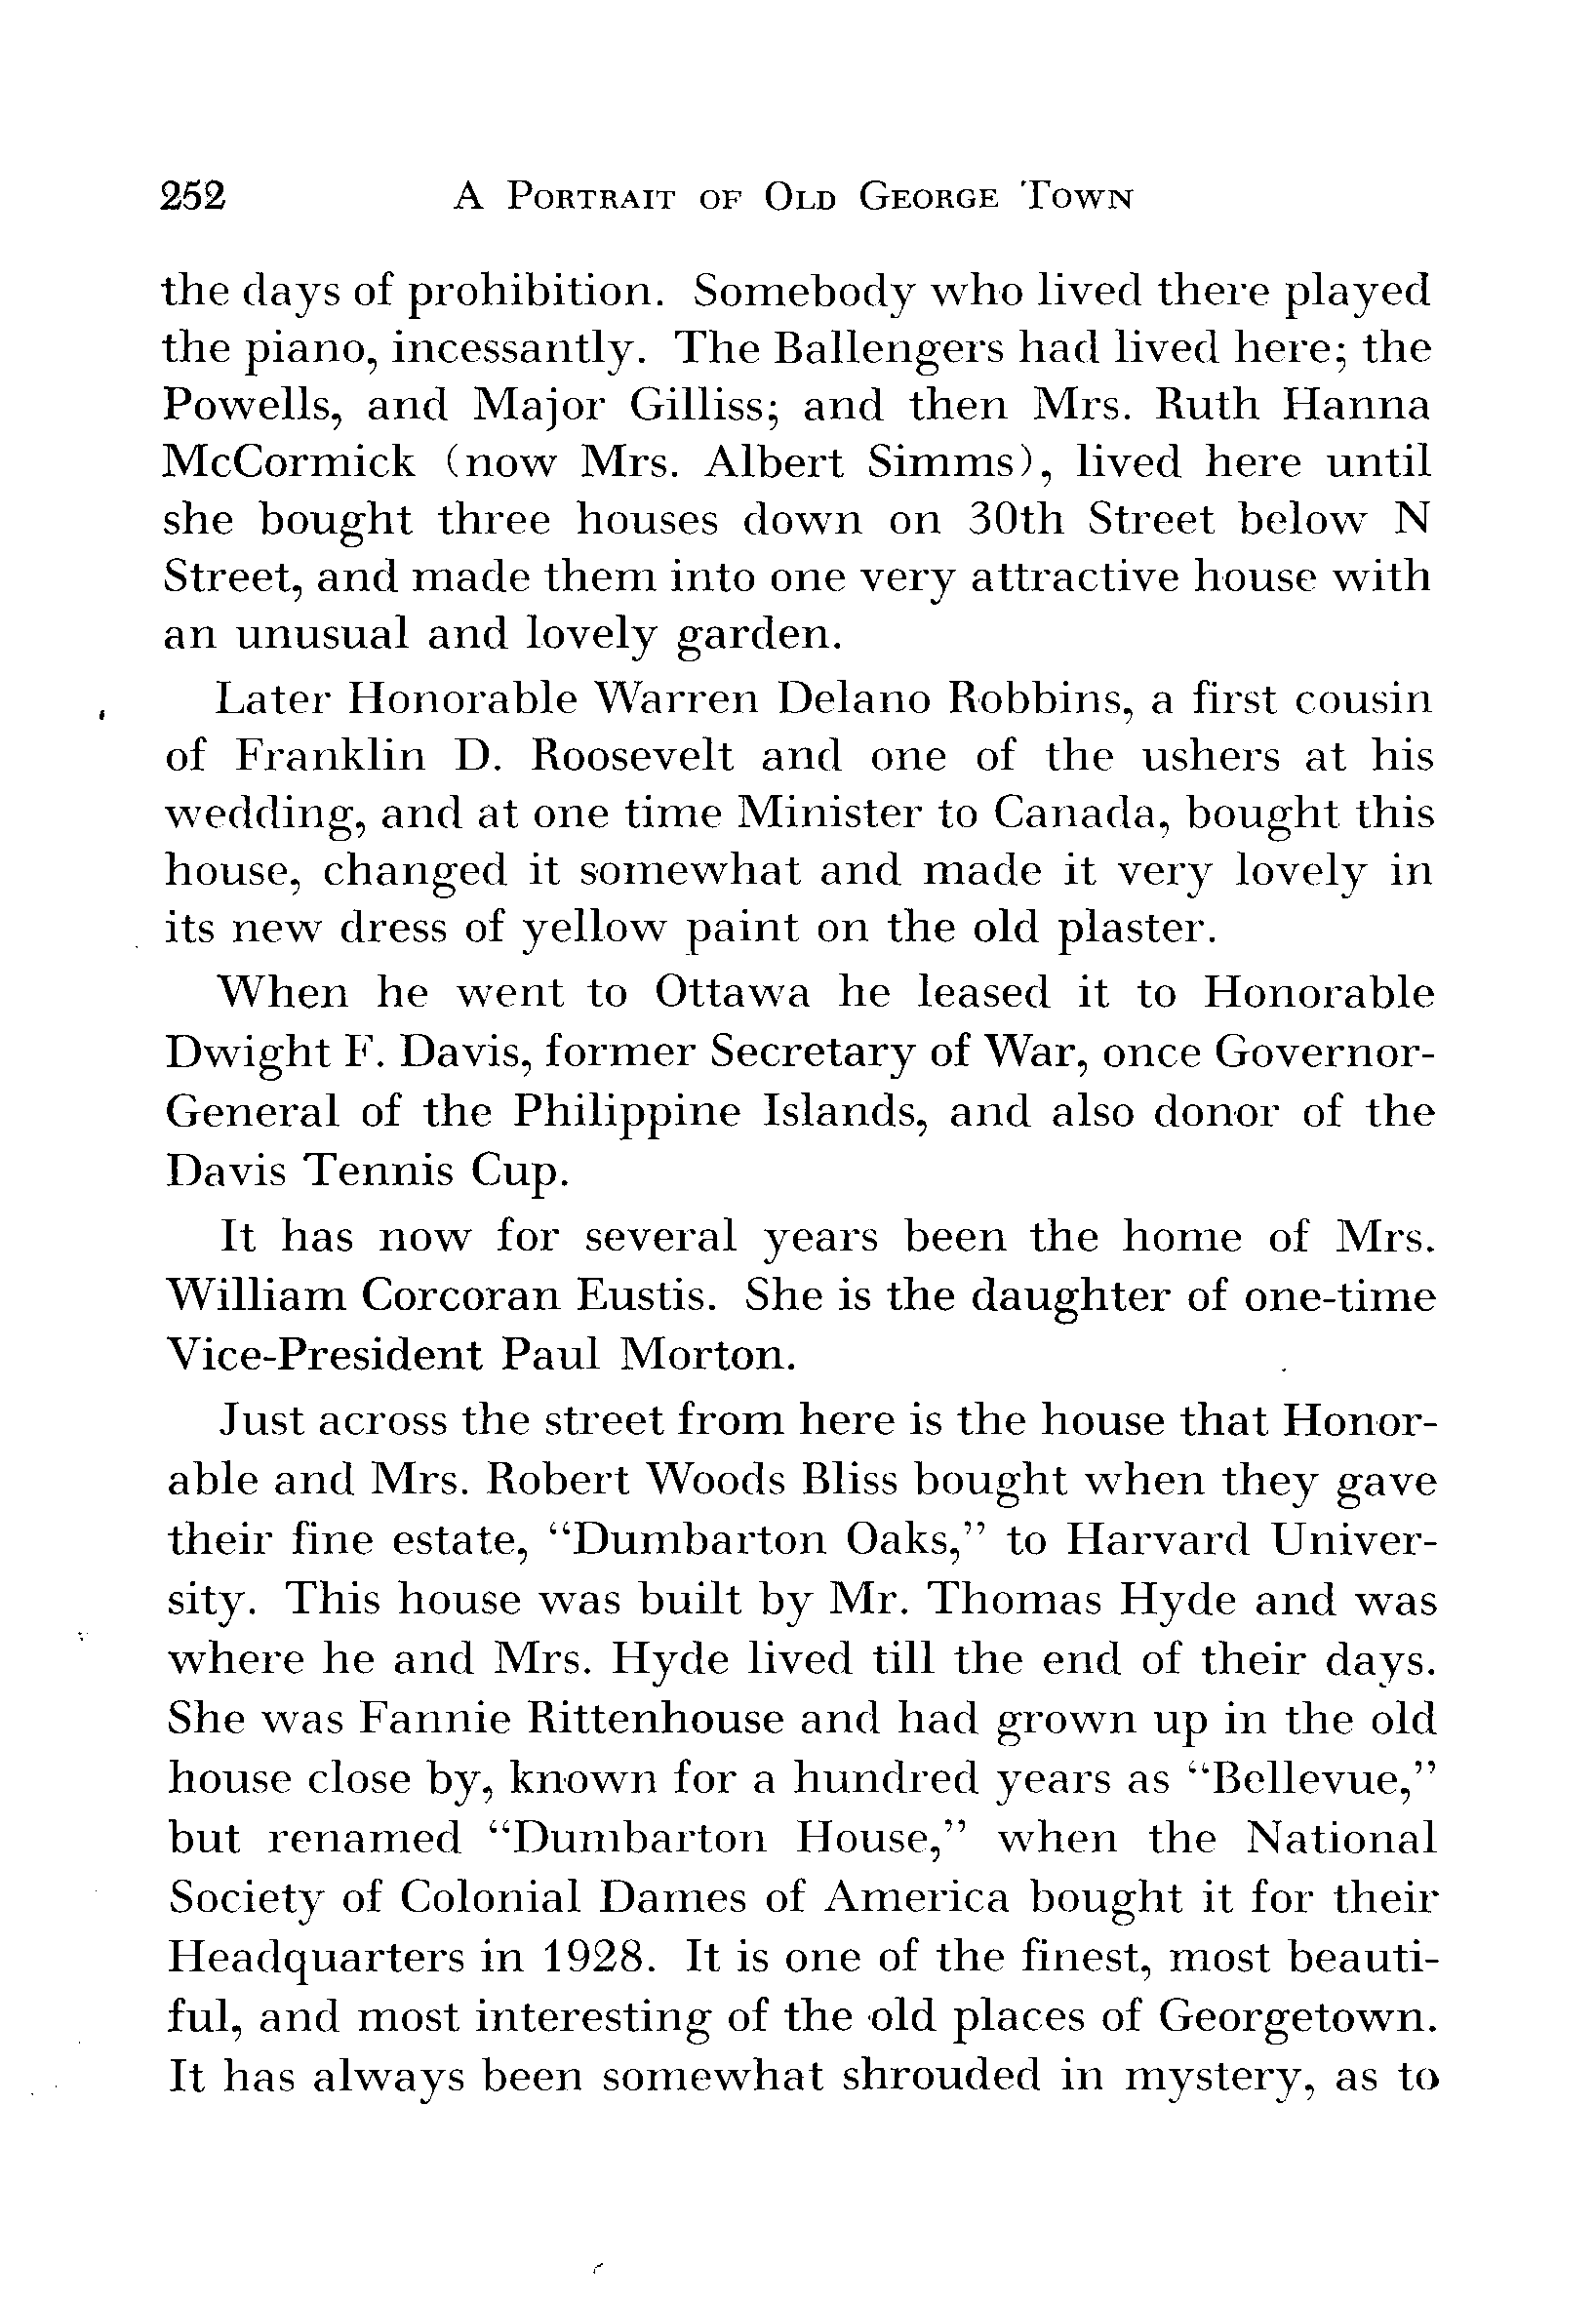 252 A Portrait of Old George Town
the days of prohibition. Somebody who lived there played
the piano, incessantly. The Ballengers had lived here; the
Powells, and Major Gilliss; and then Mrs. Ruth Hanna
McCormick (now Mrs. Albert Simms), lived here until
she bought three houses down on 30th Street below N
Street, and made them into one very attractive house with
an unusual and lovely garden.
Later Honorable Warren Delano Robbins, a first cousin
of Franklin D. Roosevelt and one of the ushers at his
wedding, and at one time Minister to Canada, bought this
house, changed it somewhat and made it very lovely in
its new dress of yellow paint on the old plaster.
When he went to Ottawa he leased it to Honorable
Dwight F. Davis, former Secretary of War, once Governor-
General of the Philippine Islands, and also donor of the
Davis Tennis Cup.
It has now for several years been the home of Mrs.
William Corcoran Eustis. She is the daughter of one-time
Vice-President Paul Morton.
Just across the street from here is the house that Honor-
able and Mrs. Robert Woods Bliss bought when they gave
their fine estate, “Dumbarton Oaks,” to Harvard Univer-
sity. This house was built by Mr. Thomas Hyde and was
where he and Mrs. Hyde lived till the end of their days.
She was Fannie Rittenhouse and had grown up in the old
house close by, known for a hundred years as “Bellevue,”
but renamed “Dumbarton House,” when the National
Society of Colonial Dames of America bought it for their
Headquarters in 1928. It is one of the finest, most beauti-
ful, and most interesting of the old places of Georgetown.
It has always been somewhat shrouded in mystery, as to